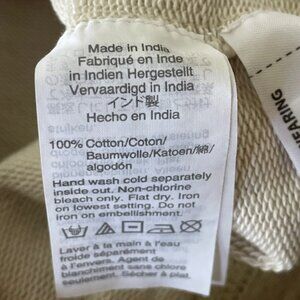 Made in India
Fabriqué en Inde
in Indien Hergestellt
Vervaardigd in India
インド製
Hecho en India
100% Cotton/Coton/
Baumwolle/Katoen/綿/
algodón
Hand wash cold separately
inside out. Non-chlorine
bleach only. Flat dry. Iron
on lowest setting. Do not
iron on embellishment.
Laver à la main à l'eau
froide séparément
à l'envers. Agent de
blanchiment sans chlore
seulement. Sécher à plat